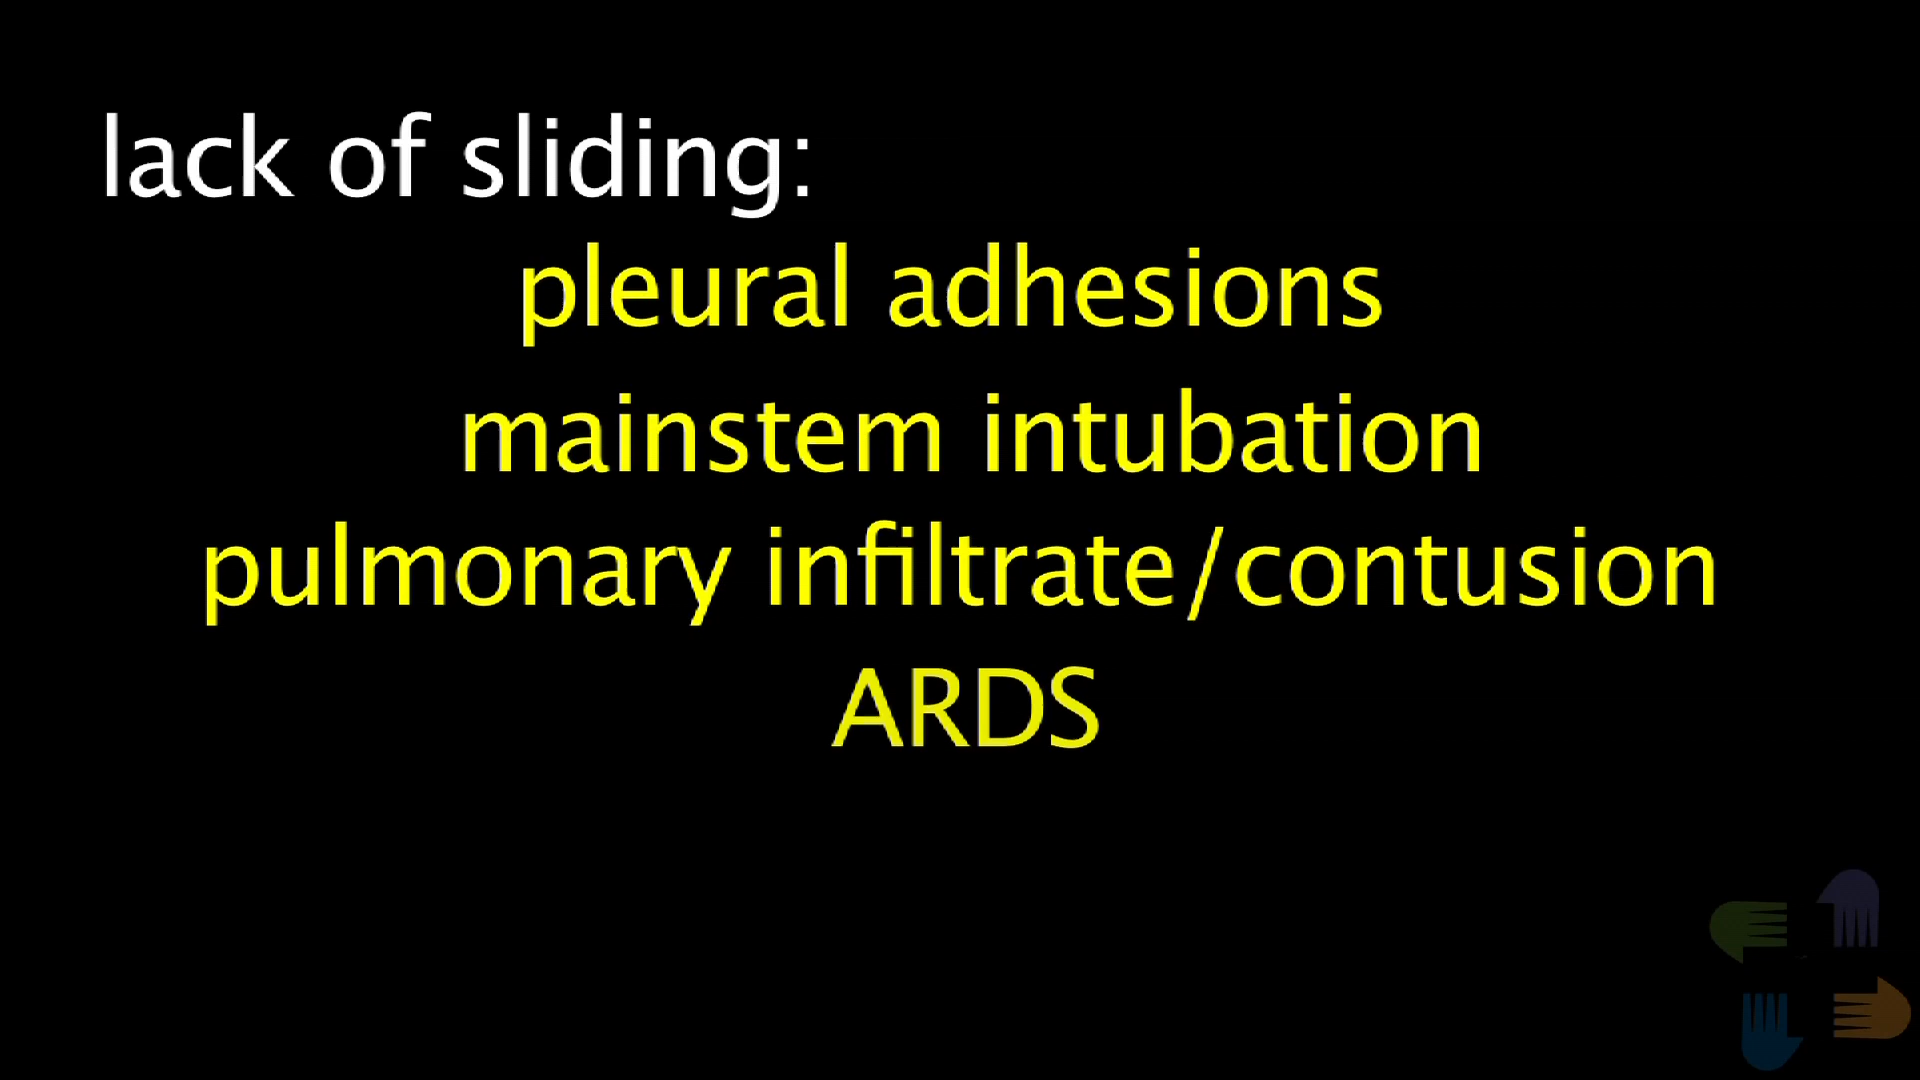 lack of sliding:
pleural adhesions
mainstem intubation
pulmonary infiltrate/contusion
ARDS